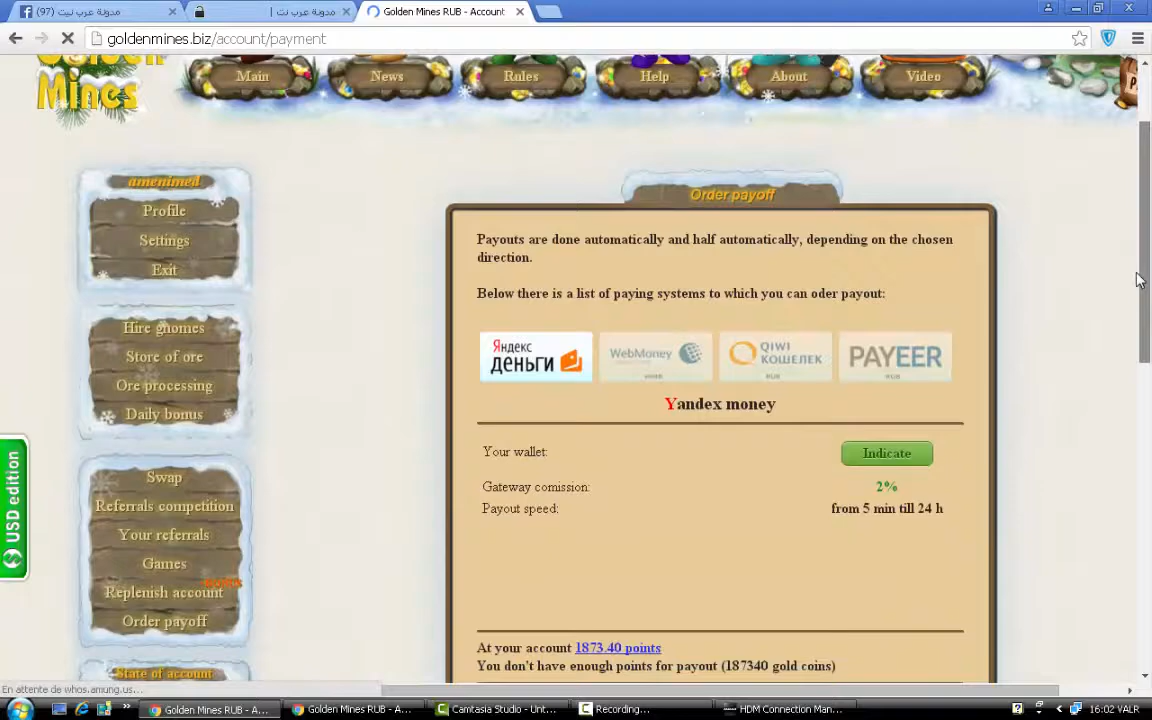 (97) مدونة عرب نيت
مدونة عرب نت |
Golden Mines RUB - Account
goldenmines.biz/account/payment
Golden
Mines
Main
News
Rules
Help
About
Video
amenimed
Profile
Settings
Exit
Hire gnomes
Store of ore
Ore processing
Daily bonus
Swap
Referrals competition
Your referrals
Games
Replenish account
Order payoff
State of account
USD edition
Order payoff
Payouts are done automatically and half automatically, depending on the chosen
direction.
Below there is a list of paying systems to which you can oder payout:
Яндекс
деньги
WebMoney
QIWI
КОШЕЛЕК
RUB
PAYEER
RUB
Yandex money
Your wallet:
Indicate
Gateway comission:
2%
Payout speed:
from 5 min till 24 h
At your account 1873.40 points
You don't have enough points for payout (187340 gold coins)
En attente de whos.amung.us...
Golden Mines RUB - A...
Golden Mines RUB - A...
Camtasia Studio - Unt...
Recording...
HDM Connection Man...
16:02 VALR